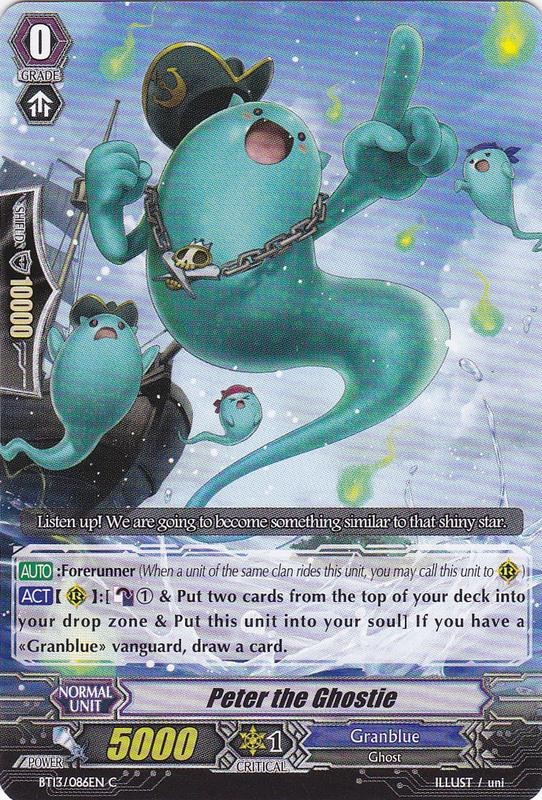 0
GRADE
SHIELD 10000
Listen up! We are going to become something similar to that shiny star.
AUTO :Forerunner (When a unit of the same clan rides this unit, you may call this unit to Ⓡ)
ACT【Ⓡ】:[①& Put two cards from the top of your deck into
your drop zone & Put this unit into your soul] If you have a
«Granblue» vanguard, draw a card.
NORMAL
UNIT
Peter the Ghostie
POWER 5000
1
CRITICAL
Granblue
Ghost
BT13/086EN C
ILLUST / uni